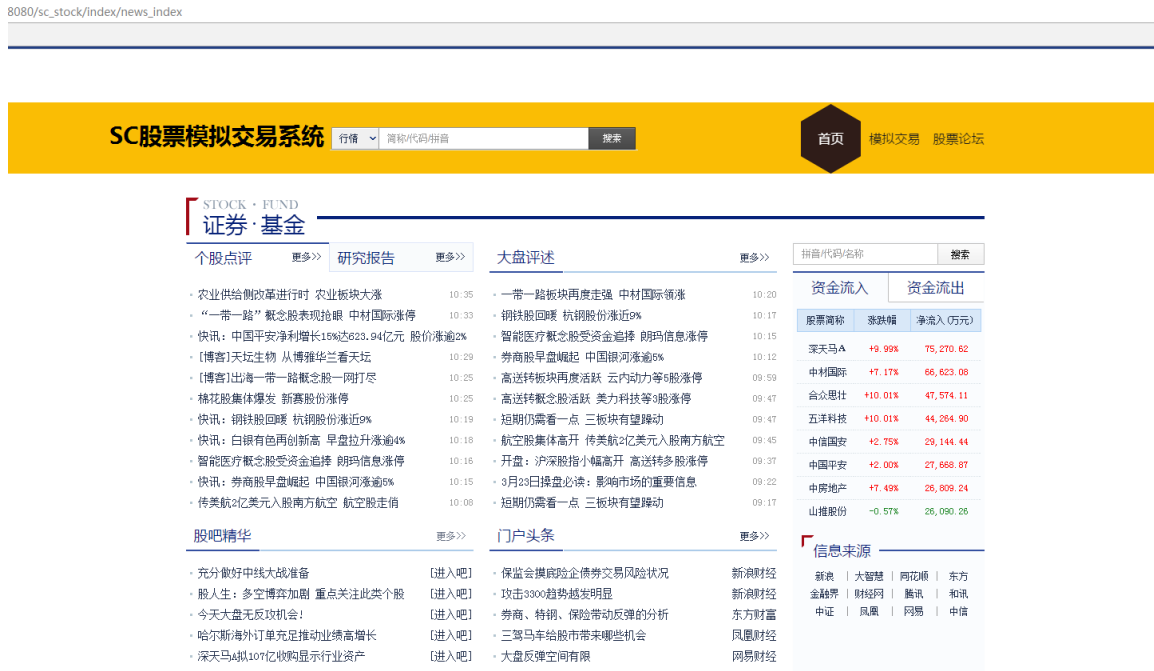 8080/sc_stock/index/news_index
SC股票模拟交易系统 行情 简称/代码/拼音 搜索 首页 模拟交易 股票论坛
STOCK · FUND
证券·基金
个股点评 更多>> 研究报告 更多>>
农业供给侧改革进行时 农业板块大涨 10:35
“一带一路”概念股表现抢眼 中材国际涨停 10:33
快讯：中国平安净利增长15%达623.94亿元 股价涨逾2%
[博客]天坛生物 从博雅华兰看天坛 10:29
[博客]出海一带一路概念股一网打尽 10:25
棉花股集体爆发 新赛股份涨停 10:25
快讯：钢铁股回暖 杭钢股份涨近9% 10:19
快讯：白银有色再创新高 早盘拉升涨逾4% 10:18
智能医疗概念股受资金追捧 朗玛信息涨停 10:16
快讯：券商股早盘崛起 中国银河涨逾5% 10:15
传美航2亿美元入股南方航空 航空股走俏 10:08
大盘评述 更多>>
一带一路板块再度走强 中材国际领涨 10:20
钢铁股回暖 杭钢股份涨近9% 10:17
智能医疗概念股受资金追捧 朗玛信息涨停 10:15
券商股早盘崛起 中国银河涨逾5% 10:12
高送转板块再度活跃 云内动力等5股涨停 09:59
高送转概念股活跃 美力科技等3股涨停 09:47
短期仍需看一点 三板块有望躁动 09:47
航空股集体高开 传美航2亿美元入股南方航空 09:45
开盘：沪深股指小幅高开 高送转多股涨停 09:37
3月23日操盘必读：影响市场的重要信息 09:22
短期仍需看一点 三板块有望躁动 09:17
拼音/代码/名称 搜索
资金流入 资金流出
股票简称 涨跌幅 净流入(万元)
深天马A +9.99% 75,270.62
中材国际 +7.17% 66,623.08
合众思壮 +10.01% 47,574.11
五洋科技 +10.01% 44,264.90
中信国安 +2.75% 29,144.44
中国平安 +2.00% 27,668.87
中房地产 +7.49% 26,809.24
山推股份 -0.57% 26,090.26
股吧精华 更多>>
充分做好中线大战准备 [进入吧]
股人生：多空博弈加剧 重点关注此类个股 [进入吧]
今天大盘无反攻机会! [进入吧]
哈尔斯海外订单充足推动业绩高增长 [进入吧]
深天马A拟107亿收购显示行业资产 [进入吧]
门户头条 更多>>
保监会摸底险企债券交易风险状况 新浪财经
攻击3300趋势越发明显 新浪财经
券商、特钢、保险带动反弹的分析 东方财富
三驾马车给股市带来哪些机会 凤凰财经
大盘反弹空间有限 网易财经
信息来源
新浪 | 大智慧 | 同花顺 | 东方
金融界 | 财经网 | 腾讯 | 和讯
中证 | 凤凰 | 网易 | 中信